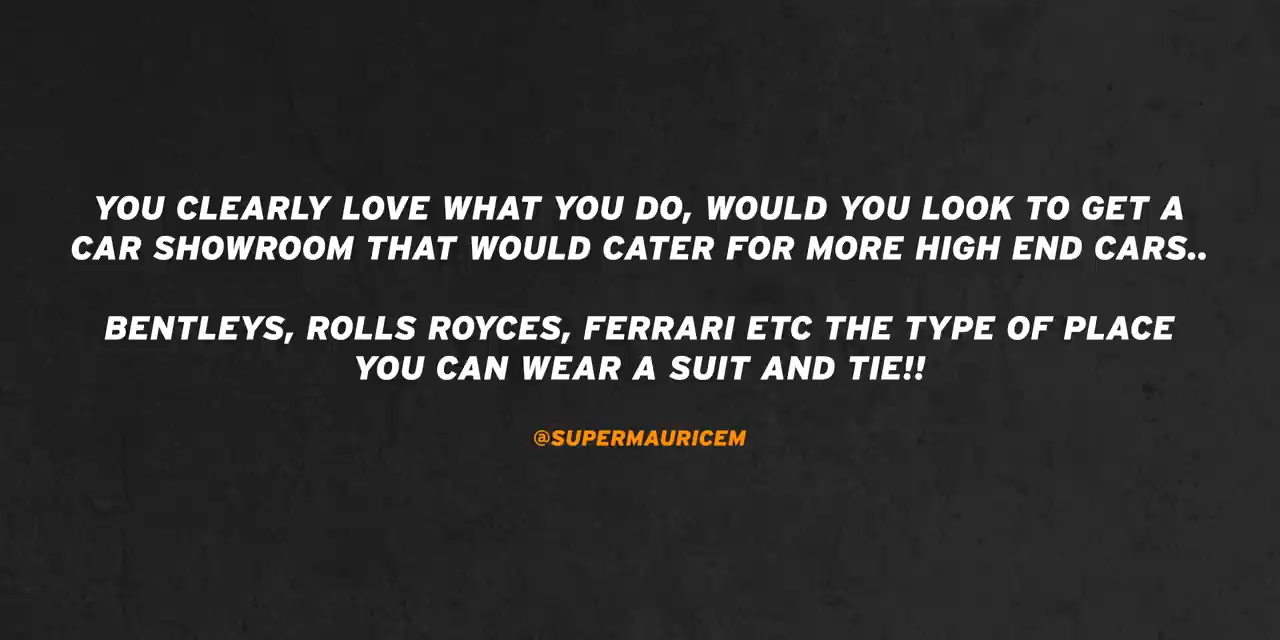 YOU CLEARLY LOVE WHAT YOU DO, WOULD YOU LOOK TO GET A
CAR SHOWROOM THAT WOULD CATER FOR MORE HIGH END CARS..
BENTLEYS, ROLLS ROYCES, FERRARI ETC THE TYPE OF PLACE
YOU CAN WEAR A SUIT AND TIE!!
@SUPERMAURICEM